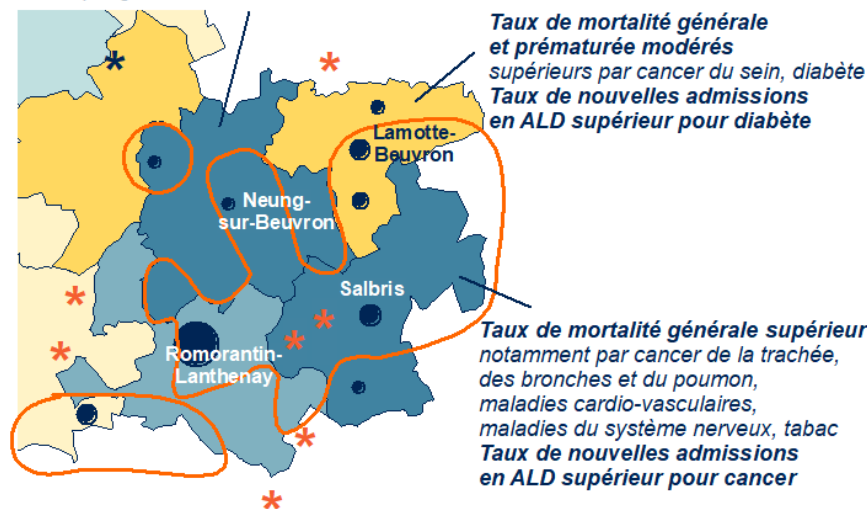 Taux de mortalité générale
et prématurée modérés
supérieurs par cancer du sein, diabète
Taux de nouvelles admissions
en ALD supérieur pour diabète
Lamotte-
Beuvron
Neung-
sur-Beuvron
Salbris
Romorantin-
Lanthenay
Taux de mortalité générale supérieur
notamment par cancer de la trachée,
des bronches et du poumon,
maladies cardio-vasculaires,
maladies du système nerveux, tabac
Taux de nouvelles admissions
en ALD supérieur pour cancer